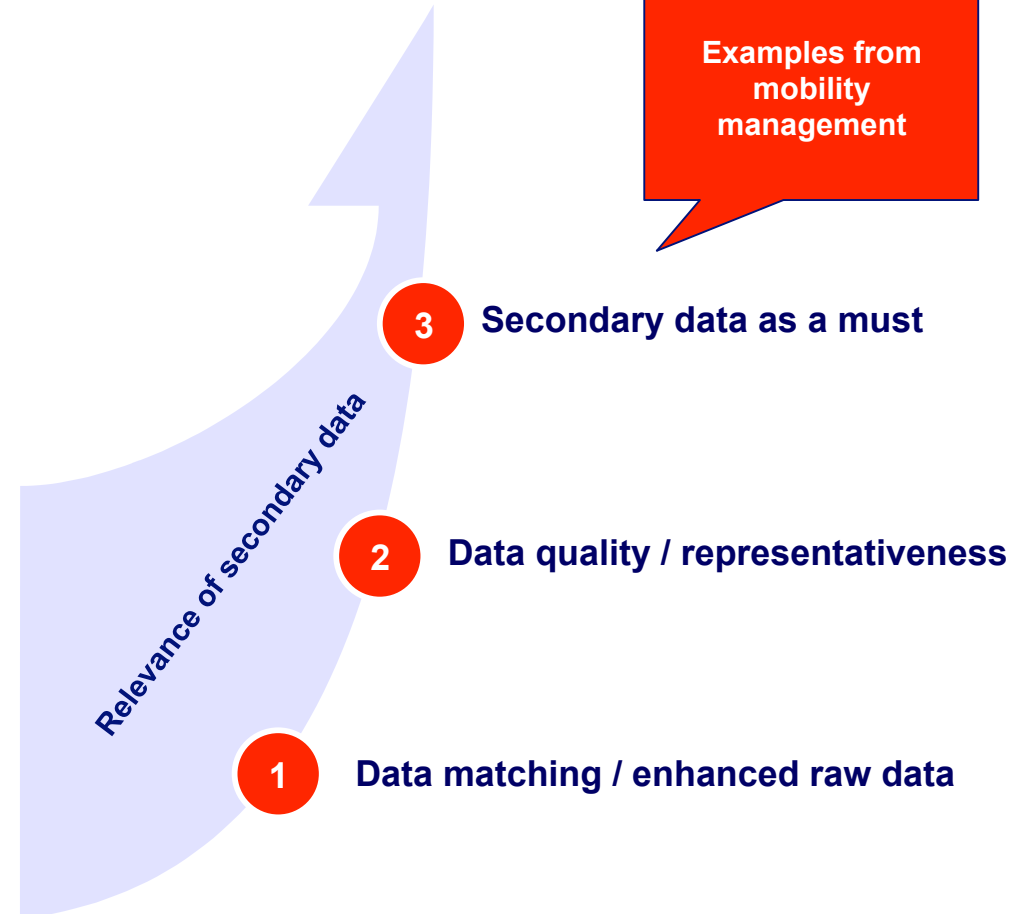 Examples from
mobility
management
3
Secondary data as a must
Relevance of secondary data
2
Data quality / representativeness
1
Data matching / enhanced raw data